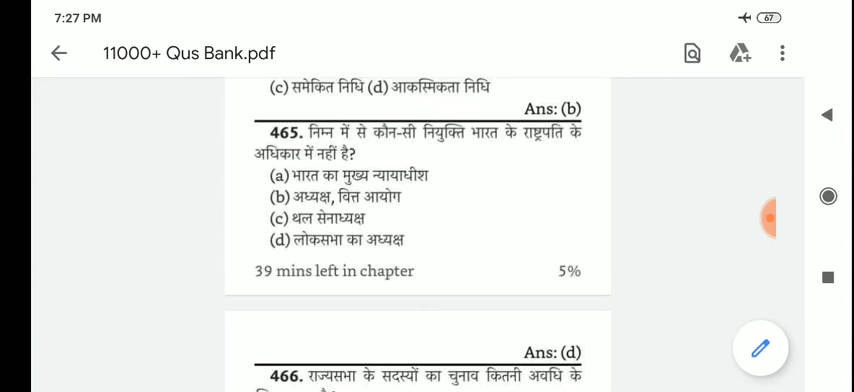 7:27 PM
67
11000+ Qus Bank.pdf
(c) समेकित निधि (d) आकस्मिकता निधि
Ans: (b)
465. निम्न में से कौन-सी नियुक्ति भारत के राष्ट्रपति के
अधिकार में नहीं है?
(a) भारत का मुख्य न्यायाधीश
(b) अध्यक्ष, वित्त आयोग
(c) थल सेनाध्यक्ष
(d) लोकसभा का अध्यक्ष
39 mins left in chapter 5%
Ans: (d)
466. राज्यसभा के सदस्यों का चुनाव कितनी अवधि के